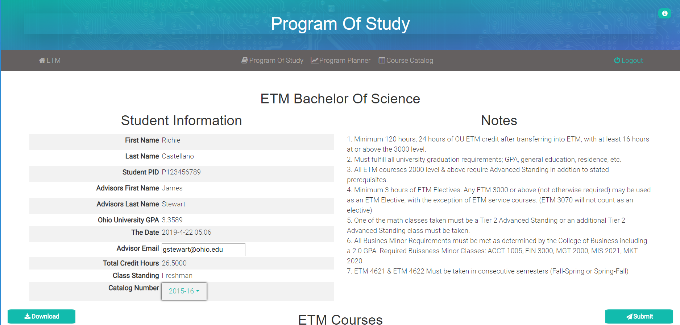 Program Of Study
ETM Program Of Study Program Planner Course Catalog Logout
ETM Bachelor Of Science
Student Information
First Name Richie
Last Name Castellano
Student PID P123456789
Advisors First Name James
Advisors Last Name Stewart
Ohio University GPA 3.3589
The Date 2019-4-22 05:06
Advisor Email gstewart@ohio.edu
Total Credit Hours 26.5000
Class Standing Freshman
Catalog Number 2015-16
Notes
1. Minimum 120 hours, 24 hours of OU ETM credit after transferring into ETM, with at least 16 hours
at or above the 3000 level.
2. Must fulfill all university graduation requirements: GPA, general education, residence, etc.
3. All ETM courses 2000 level & above require Advanced Standing in addition to stated
prerequisites.
4. Minimum 3 hours of ETM Electives. Any ETM 3000 or above (not otherwise required) may be used
as an ETM Elective with the exception of ETM service courses. (ETM 3070 will not count as an
elective)
5. One of the math classes taken must be a Tier 2 Advanced Standing or an additional Tier 2
Advanced Standing class must be taken.
6. All Business Minor Requirements must be met as determined by the College of Business including
a 2.0 GPA. Required Business Minor Classes: ACCT 1005, FIN 3000, MGT 2000, MIS 2021, MKT
2020
7. ETM 4621 & ETM 4622 Must be taken in consecutive semesters (Fall-Spring or Spring-Fall)
Download
Submit
ETM Courses